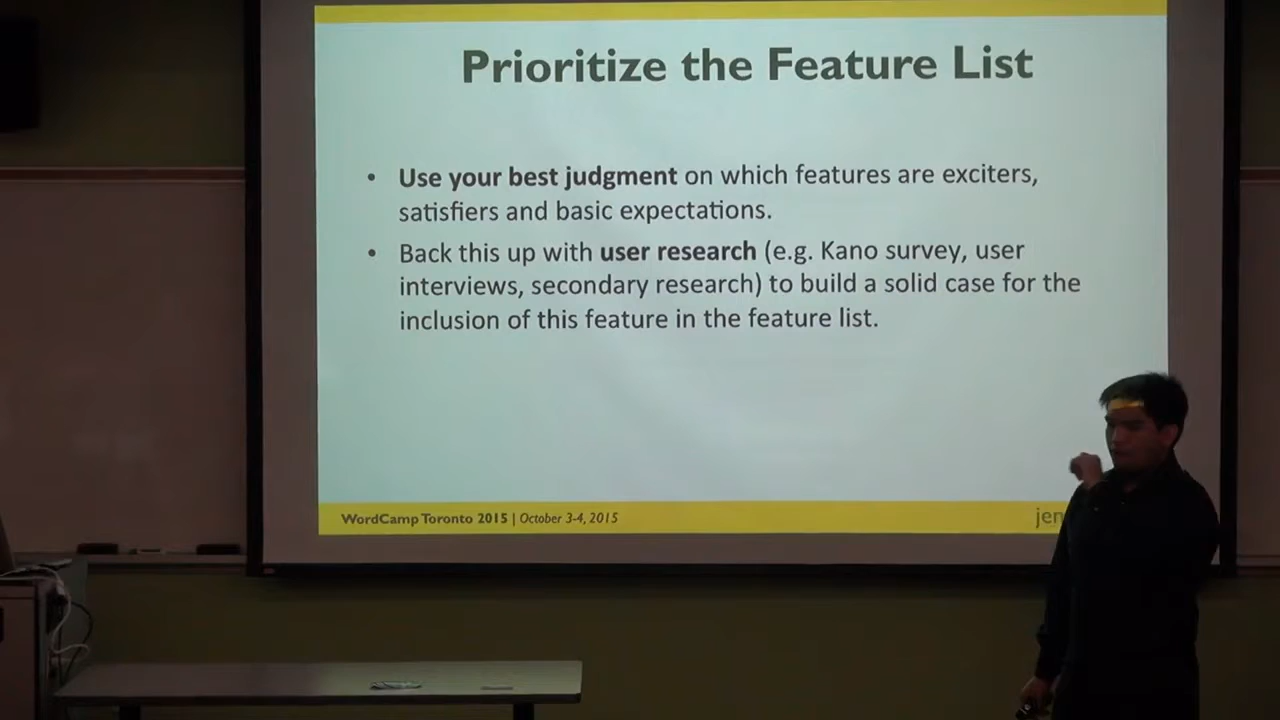 Prioritize the Feature List
• Use your best judgment on which features are exciters,
satisfiers and basic expectations.
• Back this up with user research (e.g. Kano survey, user
interviews, secondary research) to build a solid case for the
inclusion of this feature in the feature list.
WordCamp Toronto 2015 | October 3-4, 2015